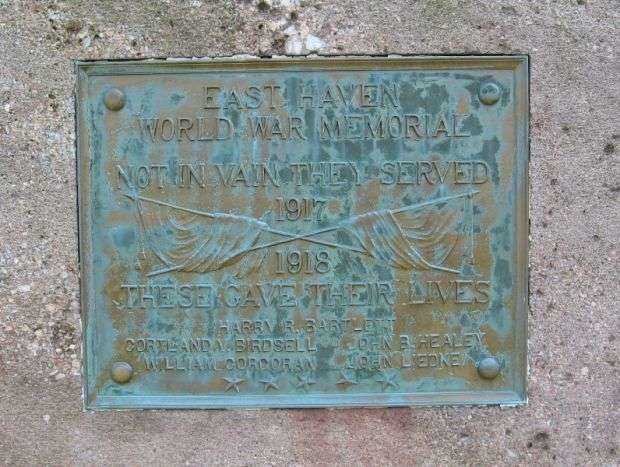 EAST HAVEN
WORLD WAR MEMORIAL
NOT IN VAIN THEY SERVED
1917
1918
THESE GAVE THEIR LIVES
HARRY R. BARTLETT
CORTLAND A. BIRDSELL JOHN B. HEALEY
WILLIAM CORCORAN JOHN LIEDKE